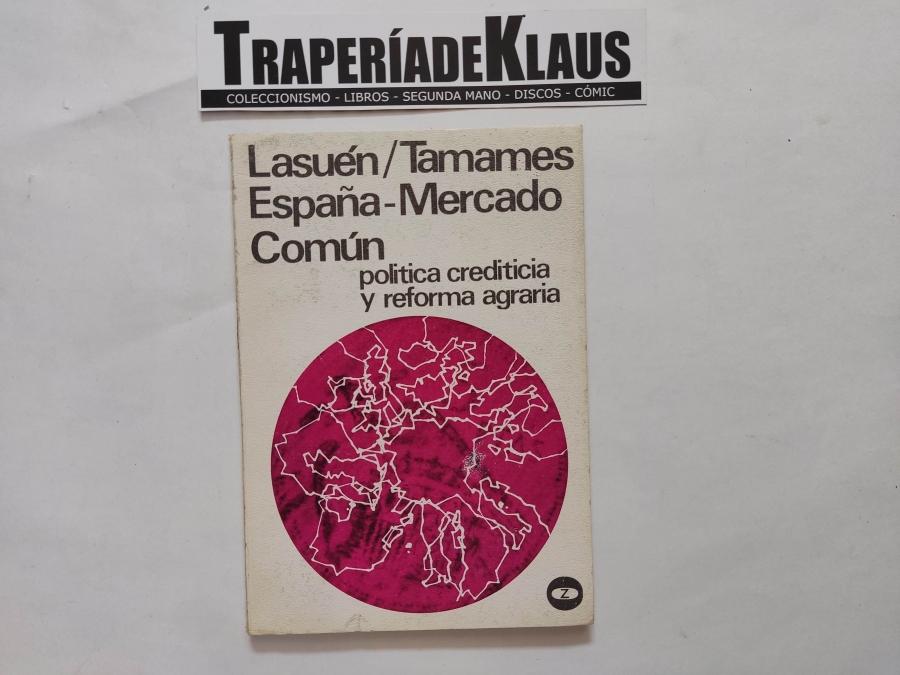 TRAPERÍADEKLAUS
COLECCIONISMO - LIBROS - SEGUNDA MANO - DISCOS - CÓMIC
Lasuén/Tamames
España-Mercado
Común
politica crediticia
y reforma agraria
Z